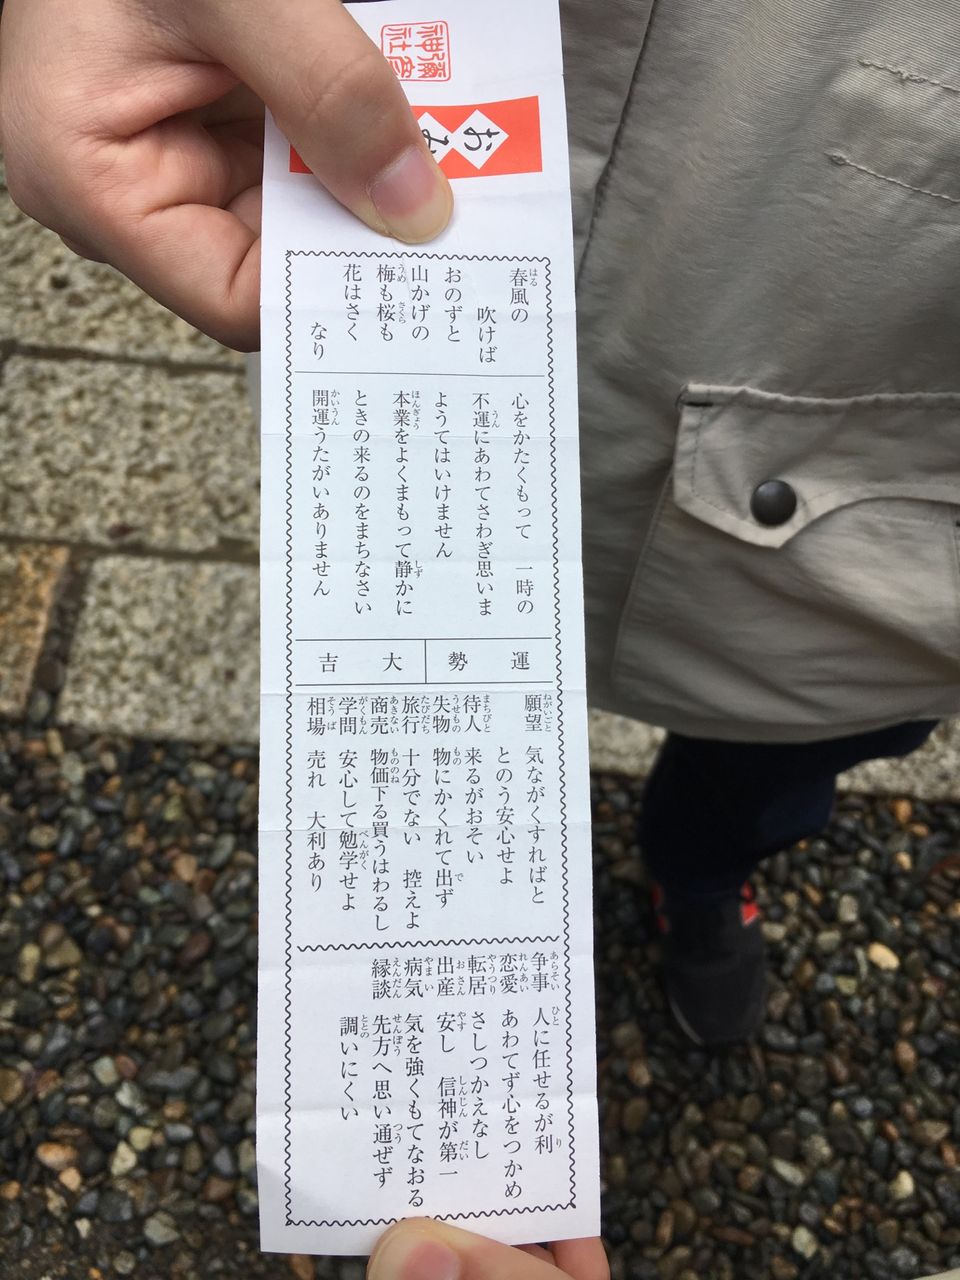 彌彦
神社
おみ
春風の
吹けば
おのずと
山かげの
梅も桜も
花はさく
なり
心をかたくもって 一時の
不運にあわてさわぎ思いま
ようてはいけません
本業をよくまもって静かに
ときの来るのをまちなさい
開運うたがいありません
運勢 大吉
願望 気ながくすればとと
とのう安心せよ
待人 来るがおそい
失物 物にかくれて出ず
旅行 十分でない 控えよ
商売 物価下る買うはわるし
学問 安心して勉学せよ
相場 売れ 大利あり
争事 人に任せるが利
恋愛 あわてず心をつかめ
転居 さしつかえなし
出産 安し 信神が第一
病気 気を強くもてなおる
縁談 先方へ思い通ぜず
調いにくい